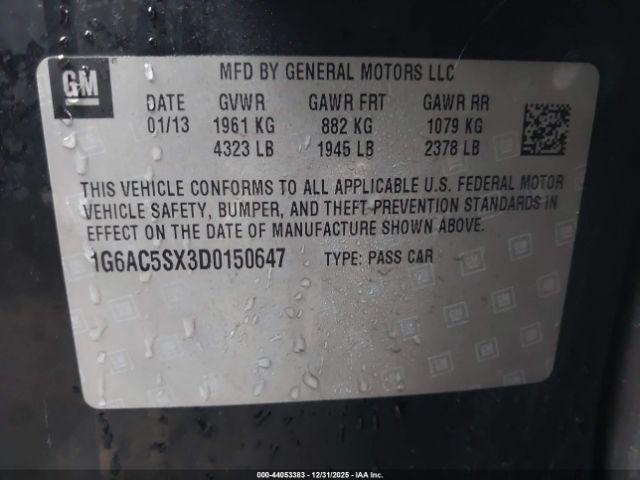 GM
MFD BY GENERAL MOTORS LLC
DATE GVWR GAWR FRT GAWR RR
01/13 1961 KG 882 KG 1079 KG
4323 LB 1945 LB 2378 LB
THIS VEHICLE CONFORMS TO ALL APPLICABLE U.S. FEDERAL MOTOR
VEHICLE SAFETY, BUMPER, AND THEFT PREVENTION STANDARDS IN
EFFECT ON THE DATE OF MANUFACTURE SHOWN ABOVE.
1G6AC5SX3D0150647 TYPE: PASS CAR
000-44053383 - 12/31/2025 - IAA Inc.